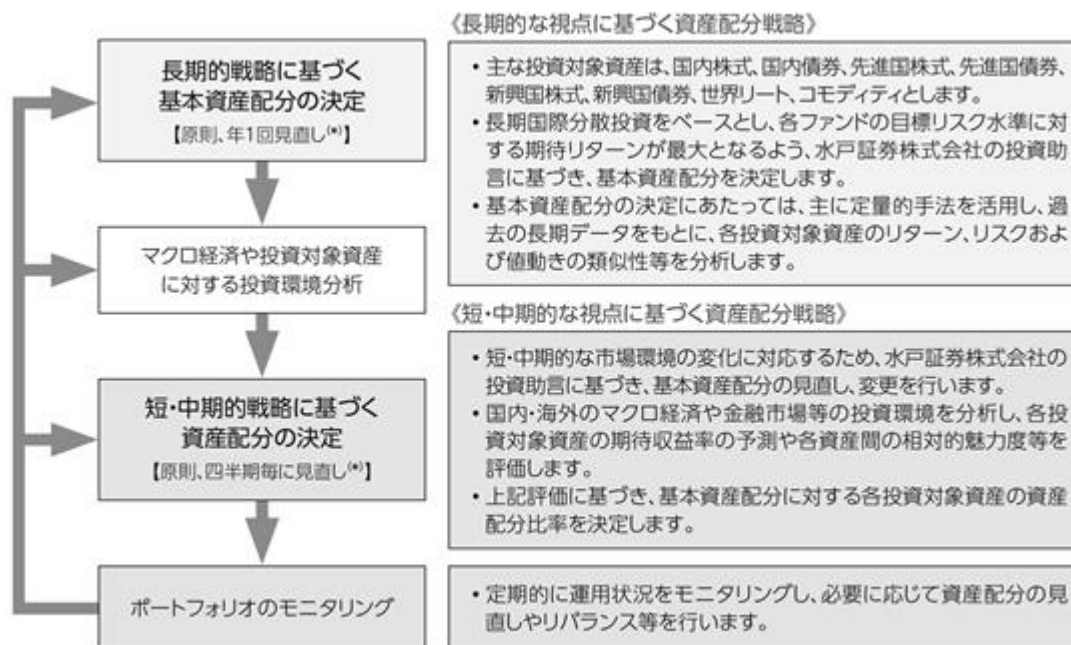 長期的戦略に基づく
基本資産配分の決定
【原則、年1回見直し(*)】
マクロ経済や投資対象資産
に対する投資環境分析
短・中期的戦略に基づく
資産配分の決定
【原則、四半期毎に見直し(*)】
ポートフォリオのモニタリング
《長期的な視点に基づく資産配分戦略》
• 主な投資対象資産は、国内株式、国内債券、先進国株式、先進国債券、
新興国株式、新興国債券、世界リート、コモディティとします。
• 長期国際分散投資をベースとし、各ファンドの目標リスク水準に対
する期待リターンが最大となるよう、水戸証券株式会社の投資助
言に基づき、基本資産配分を決定します。
• 基本資産配分の決定にあたっては、主に定量的手法を活用し、過
去の長期データをもとに、各投資対象資産のリターン、リスクおよ
び値動きの類似性等を分析します。
《短・中期的な視点に基づく資産配分戦略》
• 短・中期的な市場環境の変化に対応するため、水戸証券株式会社の
投資助言に基づき、基本資産配分の見直し、変更を行います。
• 国内・海外のマクロ経済や金融市場等の投資環境を分析し、各投
資対象資産の期待収益率の予測や各資産間の相対的魅力度等を
評価します。
• 上記評価に基づき、基本資産配分に対する各投資対象資産の資産
配分比率を決定します。
• 定期的に運用状況をモニタリングし、必要に応じて資産配分の見
直しやリバランス等を行います。